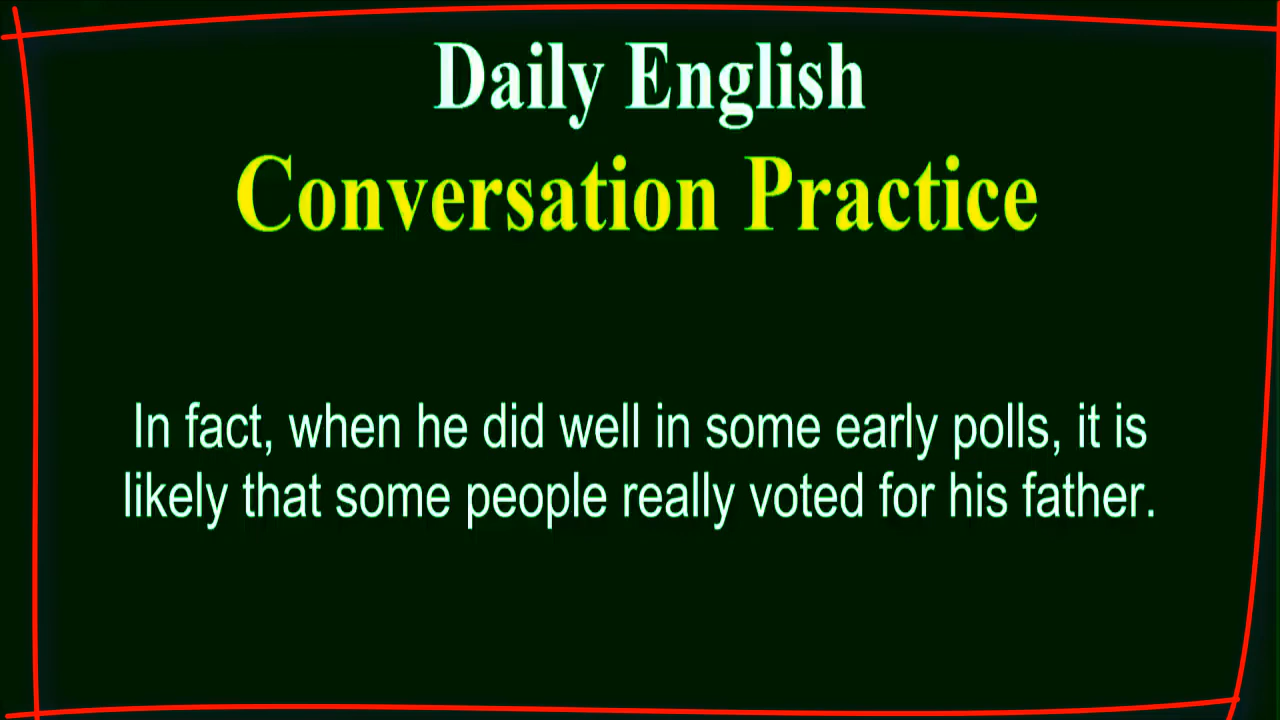 Daily English
Conversation Practice
In fact, when he did well in some early polls, it is
likely that some people really voted for his father.